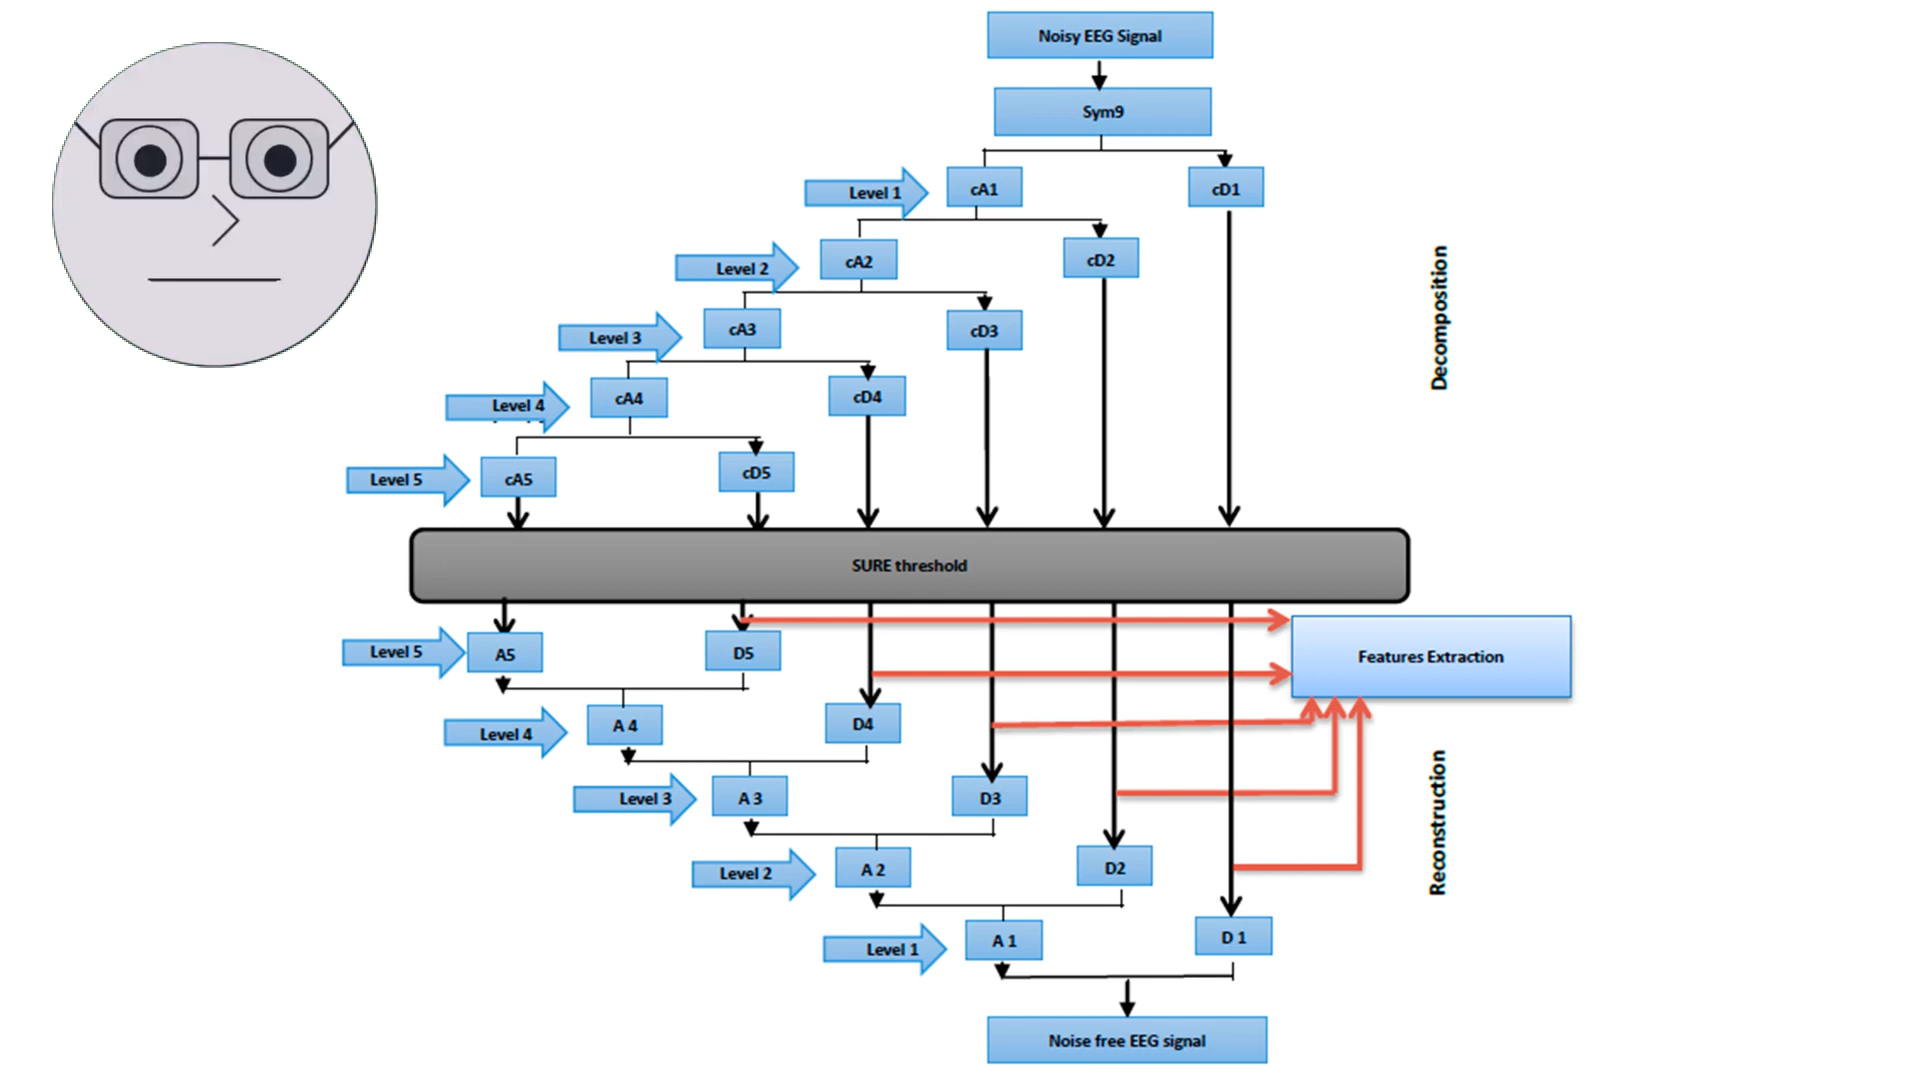 Noisy EEG Signal
Sym9
Level 1
cA1
cD1
Level 2
cA2
cD2
Level 3
cA3
cD3
Level 4
cA4
cD4
Level 5
cA5
cD5
Decomposition
SURE threshold
Level 5
A5
D5
Features Extraction
Level 4
A 4
D4
Level 3
A 3
D3
Level 2
A 2
D2
Level 1
A 1
D 1
Reconstruction
Noise free EEG signal